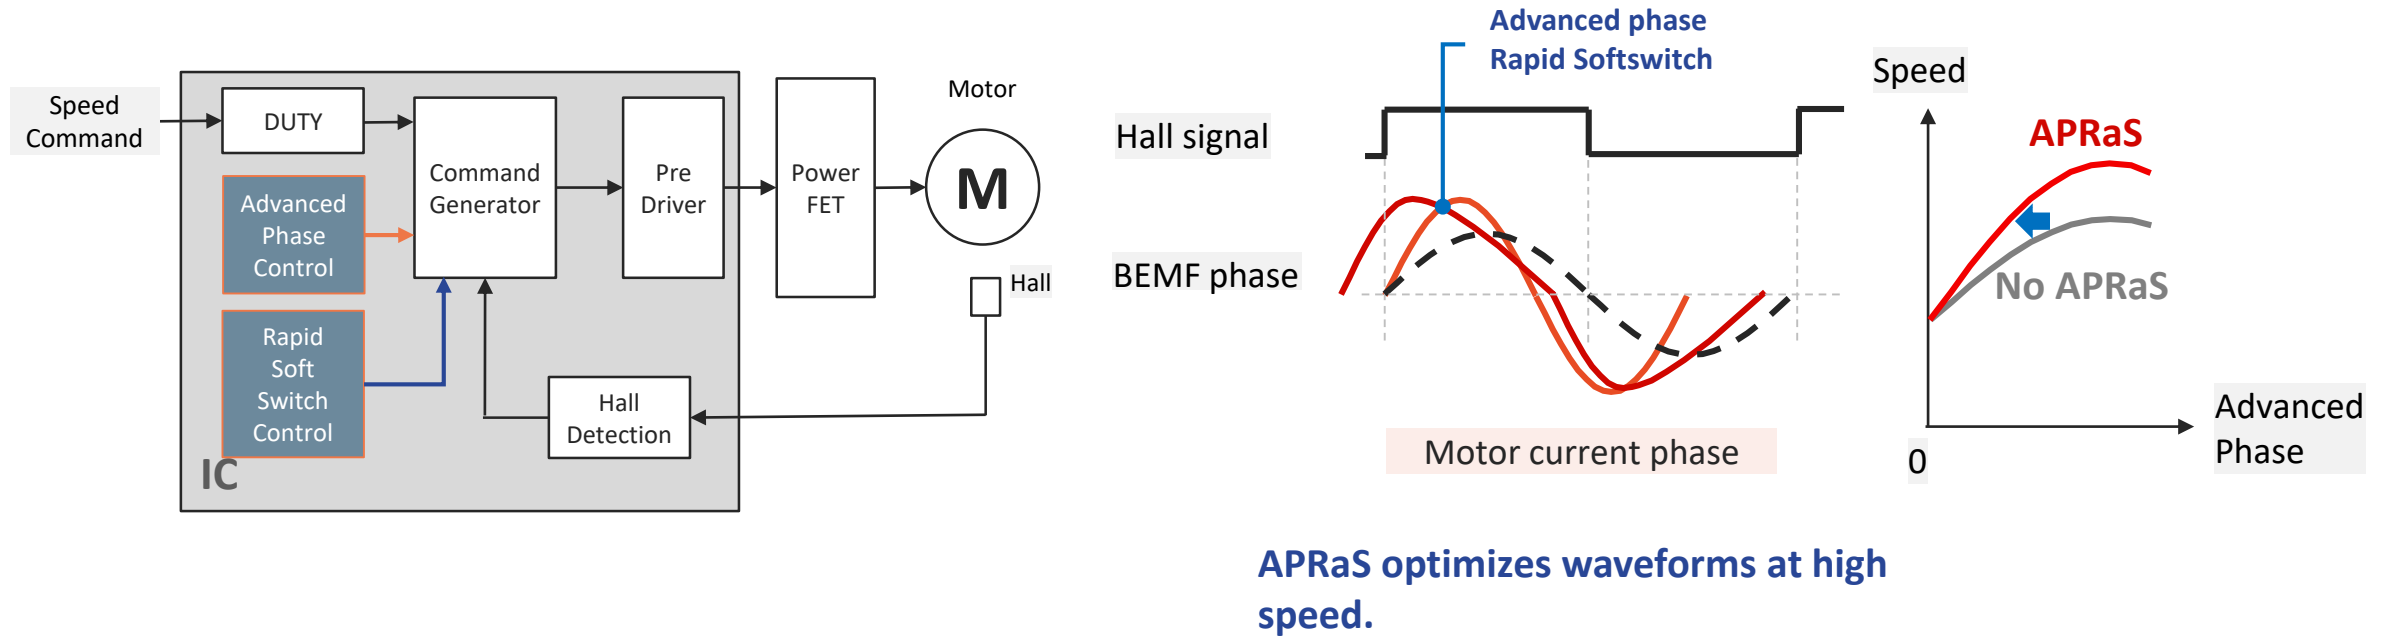 Speed
Command
DUTY
Advanced
Phase
Control
Rapid
Soft
Switch
Control
IC
Command
Generator
Pre
Driver
Hall
Detection
Power
FET
Motor
M
Hall
Advanced phase
Rapid Softswitch
Hall signal
BEMF phase
Motor current phase
Speed
APRaS
No APRaS
0
Advanced
Phase
APRaS optimizes waveforms at high
speed.